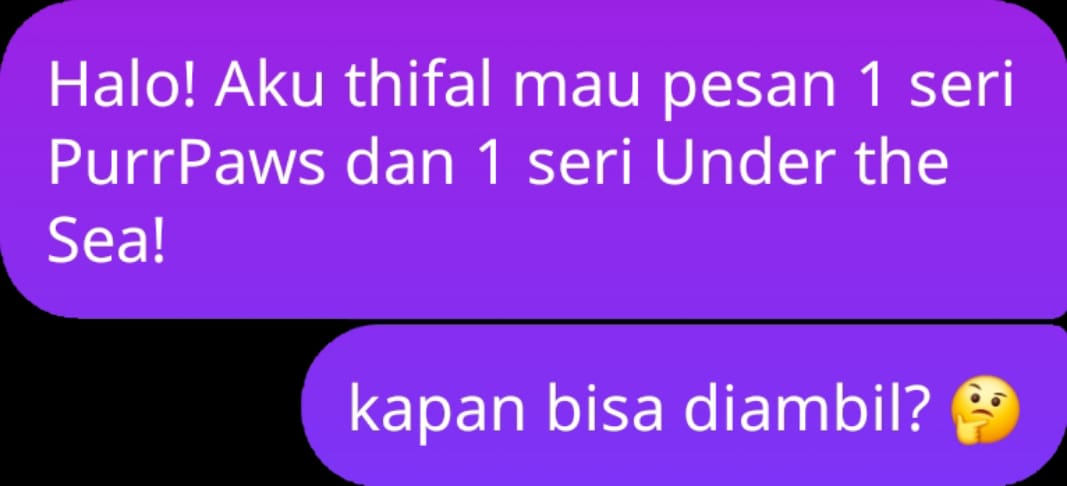 Halo! Aku thifal mau pesan 1 seri
PurrPaws dan 1 seri Under the
Sea!
kapan bisa diambil? 🤔